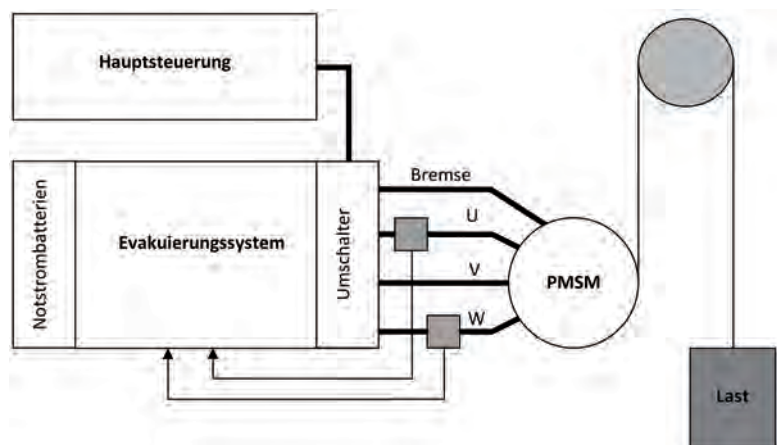 Hauptsteuerung
Notstrombatterien
Evakuierungssystem
Umschalter
Bremse
U
V
W
PMSM
Last